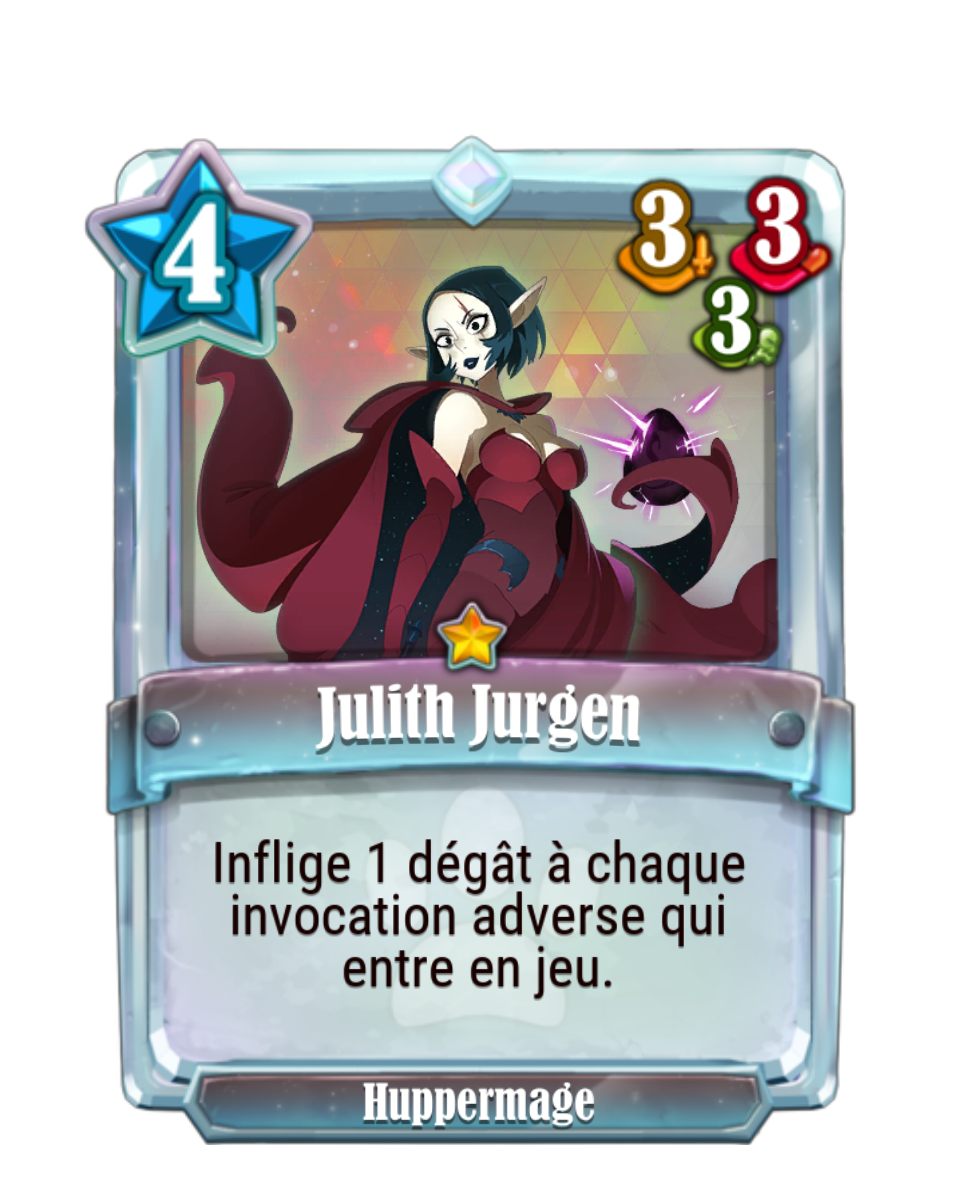 4
3
3
3
Julith Jurgen
Inflige 1 dégât à chaque
invocation adverse qui
entre en jeu.
Huppermage